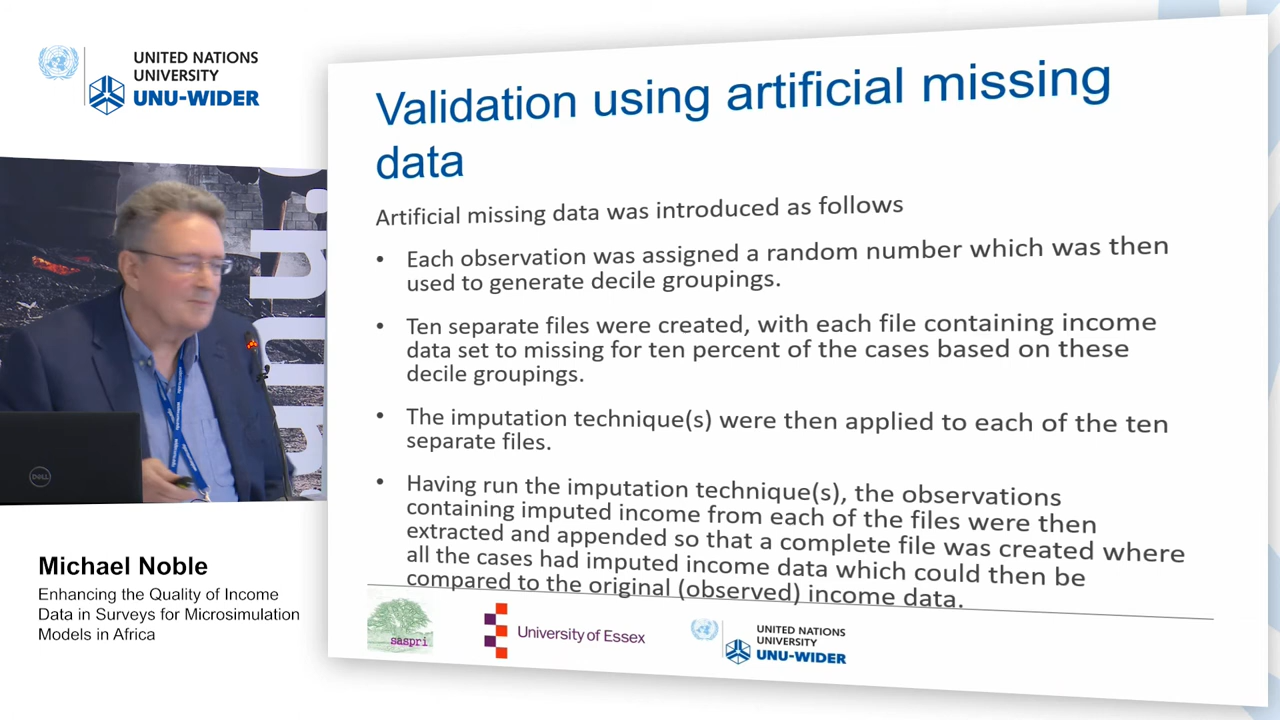 UNITED NATIONS
UNIVERSITY
UNU-WIDER
Validation using artificial missing
data
Artificial missing data was introduced as follows
• Each observation was assigned a random number which was then
used to generate decile groupings.
• Ten separate files were created, with each file containing income
data set to missing for ten percent of the cases based on these
decile groupings.
• The imputation technique(s) were then applied to each of the ten
separate files.
• Having run the imputation technique(s), the observations
containing imputed income from each of the files were then
extracted and appended so that a complete file was created where
all the cases had imputed income data which could then be
compared to the original (observed) income data.
saspri
University of Essex
UNITED NATIONS
UNIVERSITY
UNU-WIDER
DELL
Michael Noble
Enhancing the Quality of Income
Data in Surveys for Microsimulation
Models in Africa